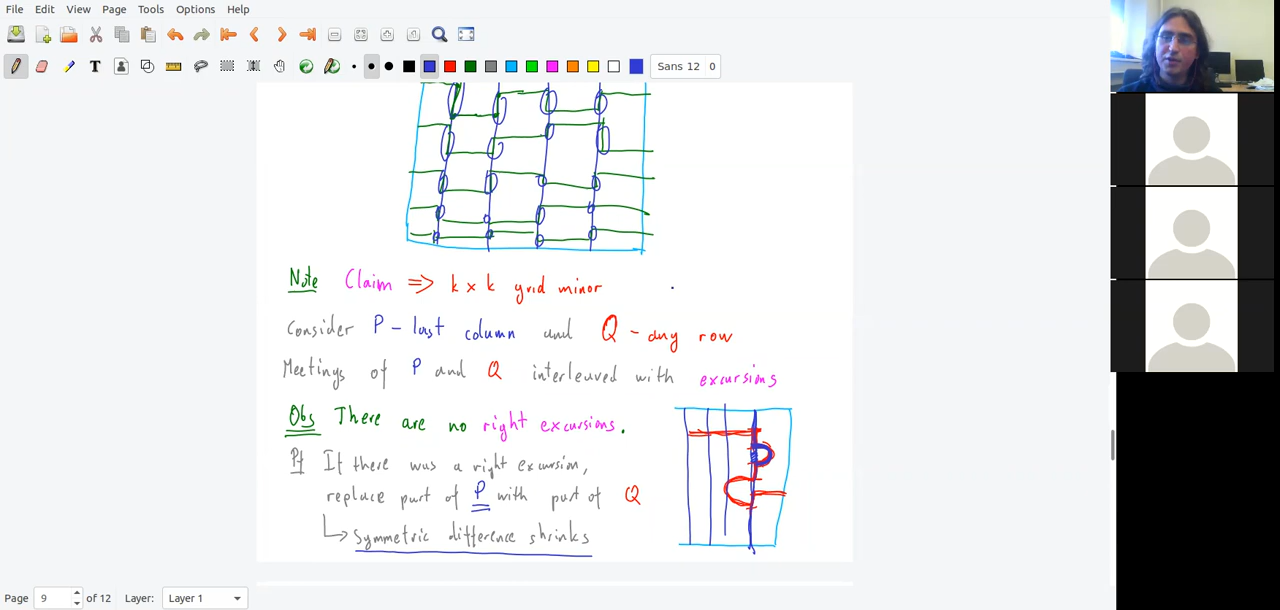 File Edit View Page Tools Options Help
Sans 12 0
Note Claim => k x k grid minor
Consider P - last column and Q - any row
Meetings of P and Q interleaved with excursions
Obs There are no right excursions.
Pf If there was a right excursion,
replace part of P with part of Q
Symmetric difference shrinks
Page 9 of 12 Layer: Layer 1